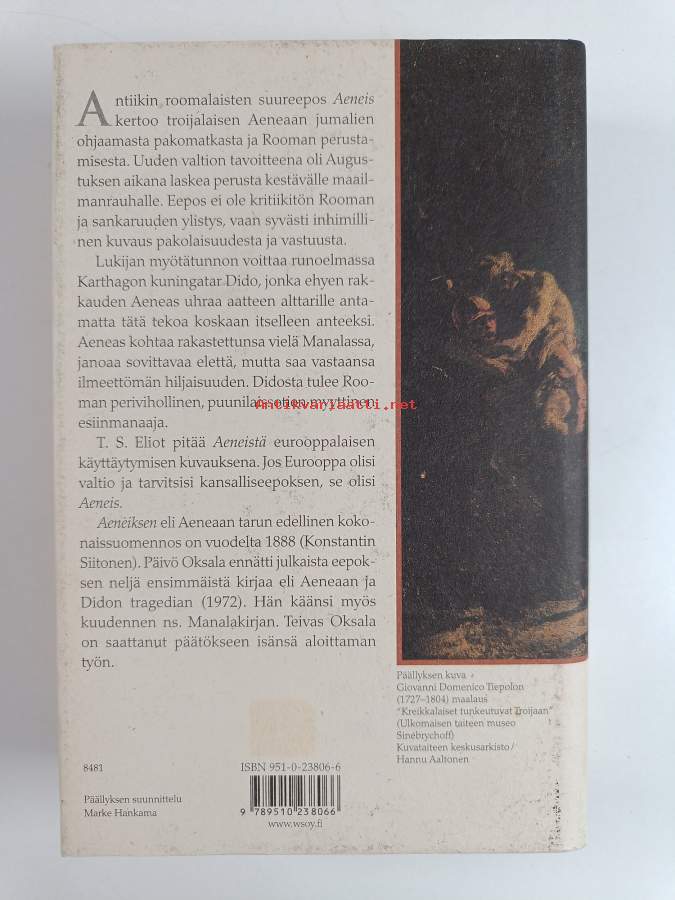 Antiikin roomalaisten suureepos Aeneis
kertoo troijalaisen Aeneaan jumalien
ohjaamasta pakomatkasta ja Rooman perusta-
misesta. Uuden valtion tavoitteena oli Augus-
tuksen aikana laskea perusta kestävälle maail-
manrauhalle. Eepos ei ole kritiikitön Rooman
ja sankaruuden ylistys, vaan syvästi inhimilli-
nen kuvaus pakolaisuudesta ja vastuusta.
Lukijan myötätunnon voittaa runoelmassa
Karthagon kuningatar Dido, jonka ehyen rak-
kauden Aeneas uhraa aatteen alttarille anta-
matta tätä tekoa koskaan itselleen anteeksi.
Aeneas kohtaa rakastettunsa vielä Manalassa,
janoaa sovittavaa elettä, mutta saa vastaansa
ilmeettömän hiljaisuuden. Didosta tulee Roo-
man perivihollinen, puunilaissotien myyttinen
Antikvariaatti.net
esiinmanaaja.
T. S. Eliot pitää Aeneistä eurooppalaisen
käyttäytymisen kuvauksena. Jos Eurooppa olisi
valtio ja tarvitsisi kansalliseepoksen, se olisi
Aeneis.
Aeneiksen eli Aeneaan tarun edellinen koko-
naissuomennos on vuodelta 1888 (Konstantin
Siitonen). Päivö Oksala ennätti julkaista eepok-
sen neljä ensimmäistä kirjaa eli Aeneaan ja
Didon tragedian (1972). Hän käänsi myös
kuudennen ns. Manalakirjan. Teivas Oksala
on saattanut päätökseen isänsä aloittaman
työn.
Päällyksen kuva
Giovanni Domenico Tiepolon
(1727–1804) maalaus
"Kreikkalaiset tunkeutuvat Troijaan"
(Ulkomaisen taiteen museo
Sinebrychoff)
Kuvataiteen keskusarkisto/
Hannu Aaltonen
8481
Päällyksen suunnittelu
Marke Hankama
ISBN 951-0-23806-6
9 789510 238066
www.wsoy.fi